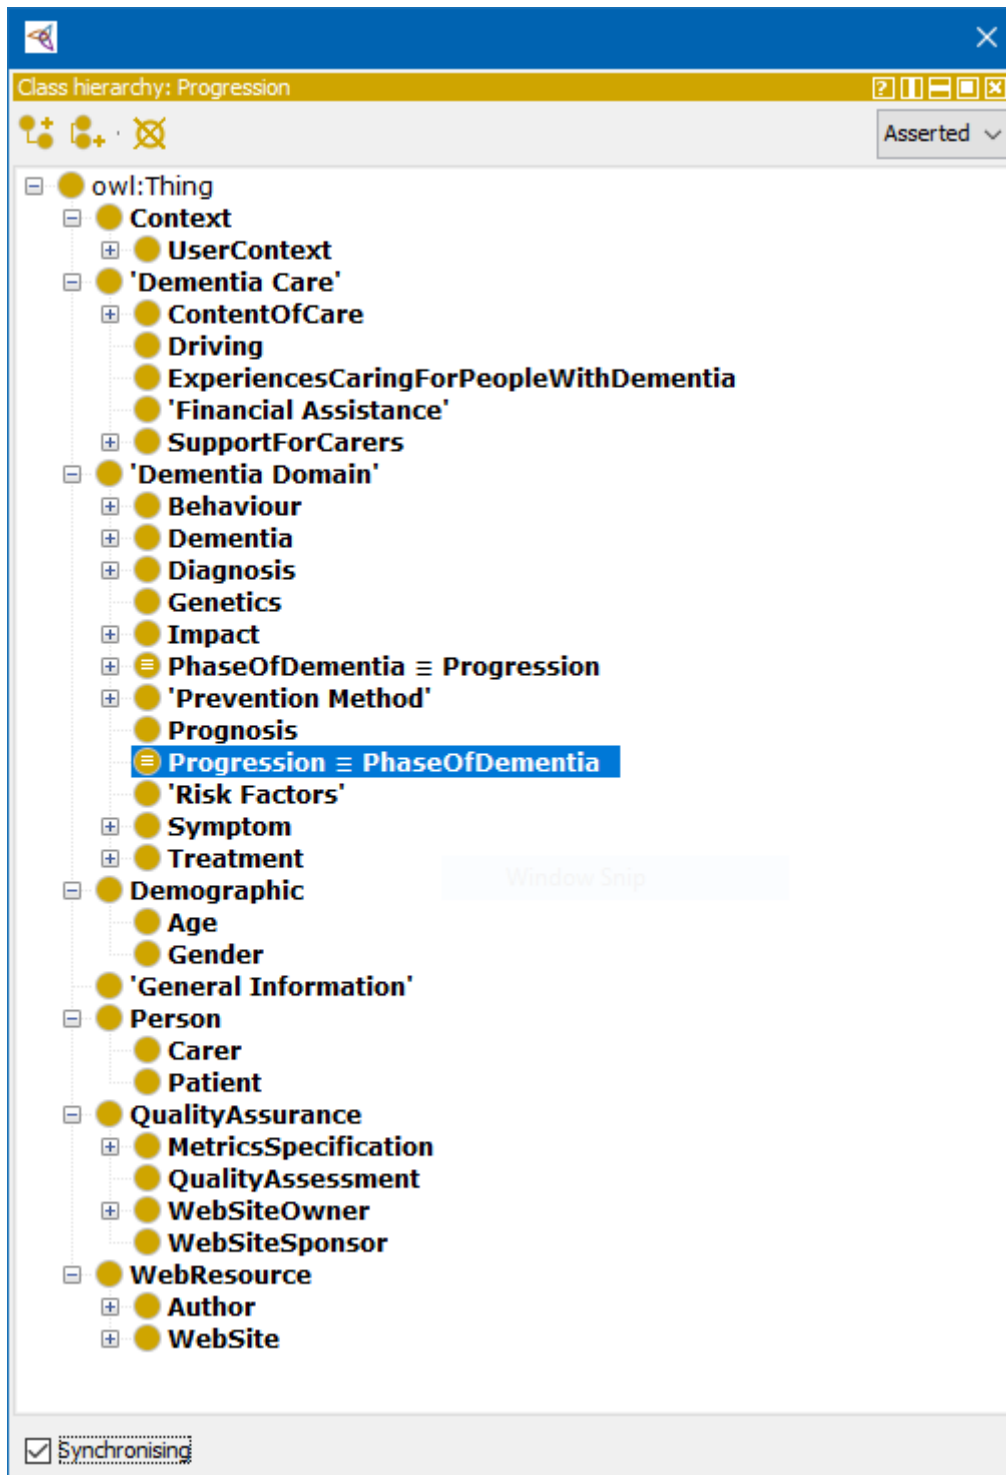 Class hierarchy: Progression
Asserted
owl:Thing
Context
UserContext
'Dementia Care'
ContentOfCare
Driving
ExperiencesCaringForPeopleWithDementia
'Financial Assistance'
SupportForCarers
'Dementia Domain'
Behaviour
Dementia
Diagnosis
Genetics
Impact
PhaseOfDementia ≡ Progression
'Prevention Method'
Prognosis
Progression ≡ PhaseOfDementia
'Risk Factors'
Symptom
Treatment
Window Snip
Demographic
Age
Gender
'General Information'
Person
Carer
Patient
QualityAssurance
MetricsSpecification
QualityAssessment
WebSiteOwner
WebSiteSponsor
WebResource
Author
WebSite
Synchronising